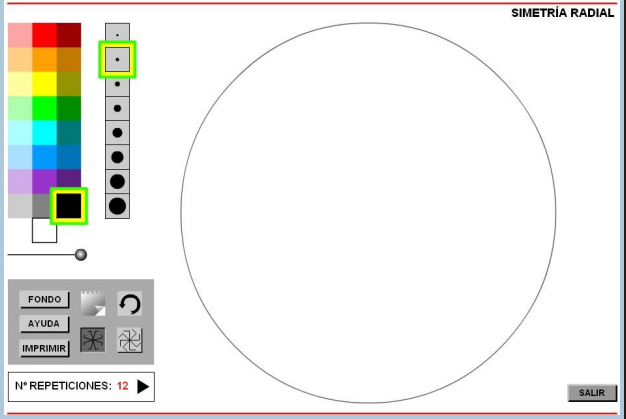 SIMETRÍA RADIAL
FONDO
AYUDA
IMPRIMIR
Nº REPETICIONES: 12
SALIR